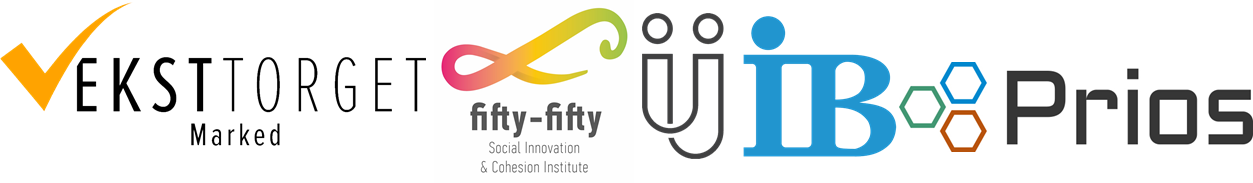 VEKSTTORGET
Marked
fifty-fifty
Social Innovation
& Cohesion Institute
iB
Prios